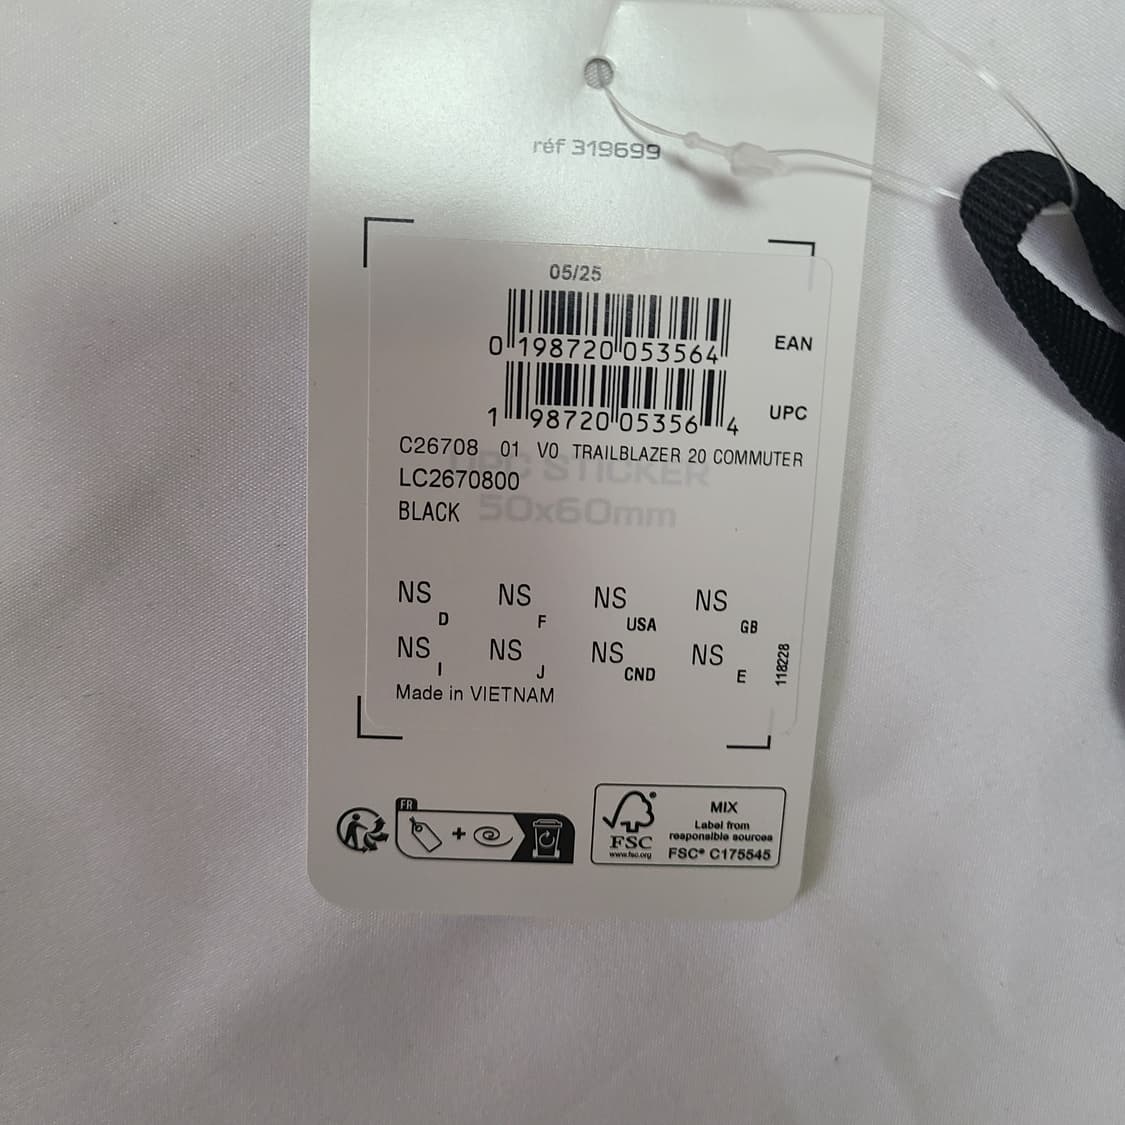 réf 319699
05/25
0 198720 053564
EAN
1 98720 05356 4
UPC
C26708 01 V0 TRAILBLAZER 20 COMMUTER
UPC STICKER
LC2670800
50x60mm
BLACK
NS D NS F NS USA NS GB
NS I NS J NS CND NS E
118228
Made in VIETNAM
FR
MIX
Label from
responsible sources
FSC® C175545
FSC
www.fsc.org